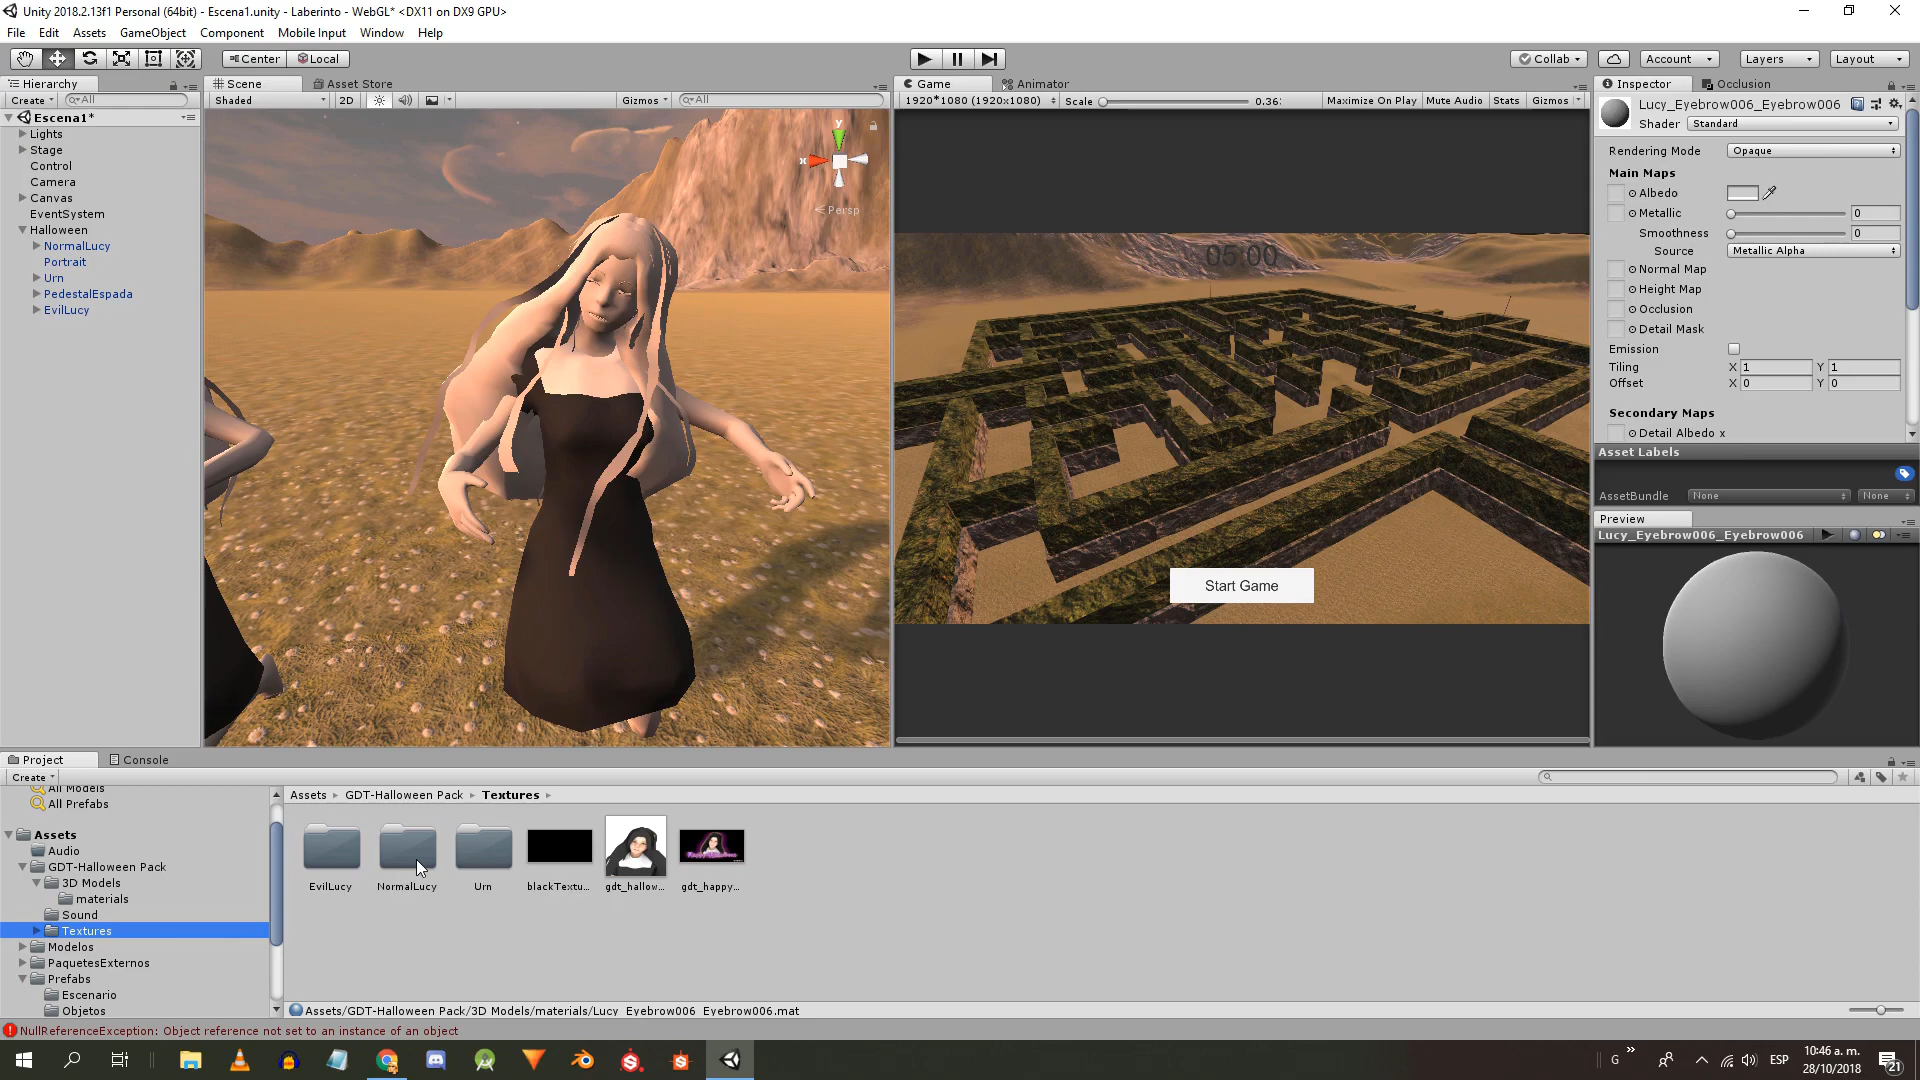 Unity 2018.2.13f1 Personal (64bit) - Escena1.unity - Laberinto - WebGL* <DX11 on DX9 GPU>
File Edit Assets GameObject Component Mobile Input Window Help
Center Local Collab Account Layers Layout
Hierarchy
Create All
Escena1*
Lights
Stage
Control
Camera
Canvas
EventSystem
Halloween
NormalLucy
Portrait
Urn
PedestalEspada
EvilLucy
Scene Asset Store
Shaded 2D Gizmos All
y
x
Persp
Game Animator
1920*1080 (1920x1080) Scale 0.36: Maximize On Play Mute Audio Stats Gizmos
05:00
Start Game
Inspector Occlusion
Lucy_Eyebrow006_Eyebrow006
Shader Standard
Rendering Mode Opaque
Main Maps
Albedo
Metallic 0
Smoothness 0
Source Metallic Alpha
Normal Map
Height Map
Occlusion
Detail Mask
Emission
Tiling X 1 Y 1
Offset X 0 Y 0
Secondary Maps
Detail Albedo x
Asset Labels
AssetBundle None None
Preview
Lucy_Eyebrow006_Eyebrow006
Project Console
Create
All Models
All Prefabs
Assets
Audio
GDT-Halloween Pack
3D Models
materials
Sound
Textures
Modelos
PaquetesExternos
Prefabs
Escenario
Objetos
Assets GDT-Halloween Pack Textures
EvilLucy NormalLucy Urn blackTextu... gdt_hallow... gdt_happy...
Assets/GDT-Halloween Pack/3D Models/materials/Lucy_Eyebrow006_Eyebrow006.mat
NullReferenceException: Object reference not set to an instance of an object
G ESP 10:46 a. m.
28/10/2018 21